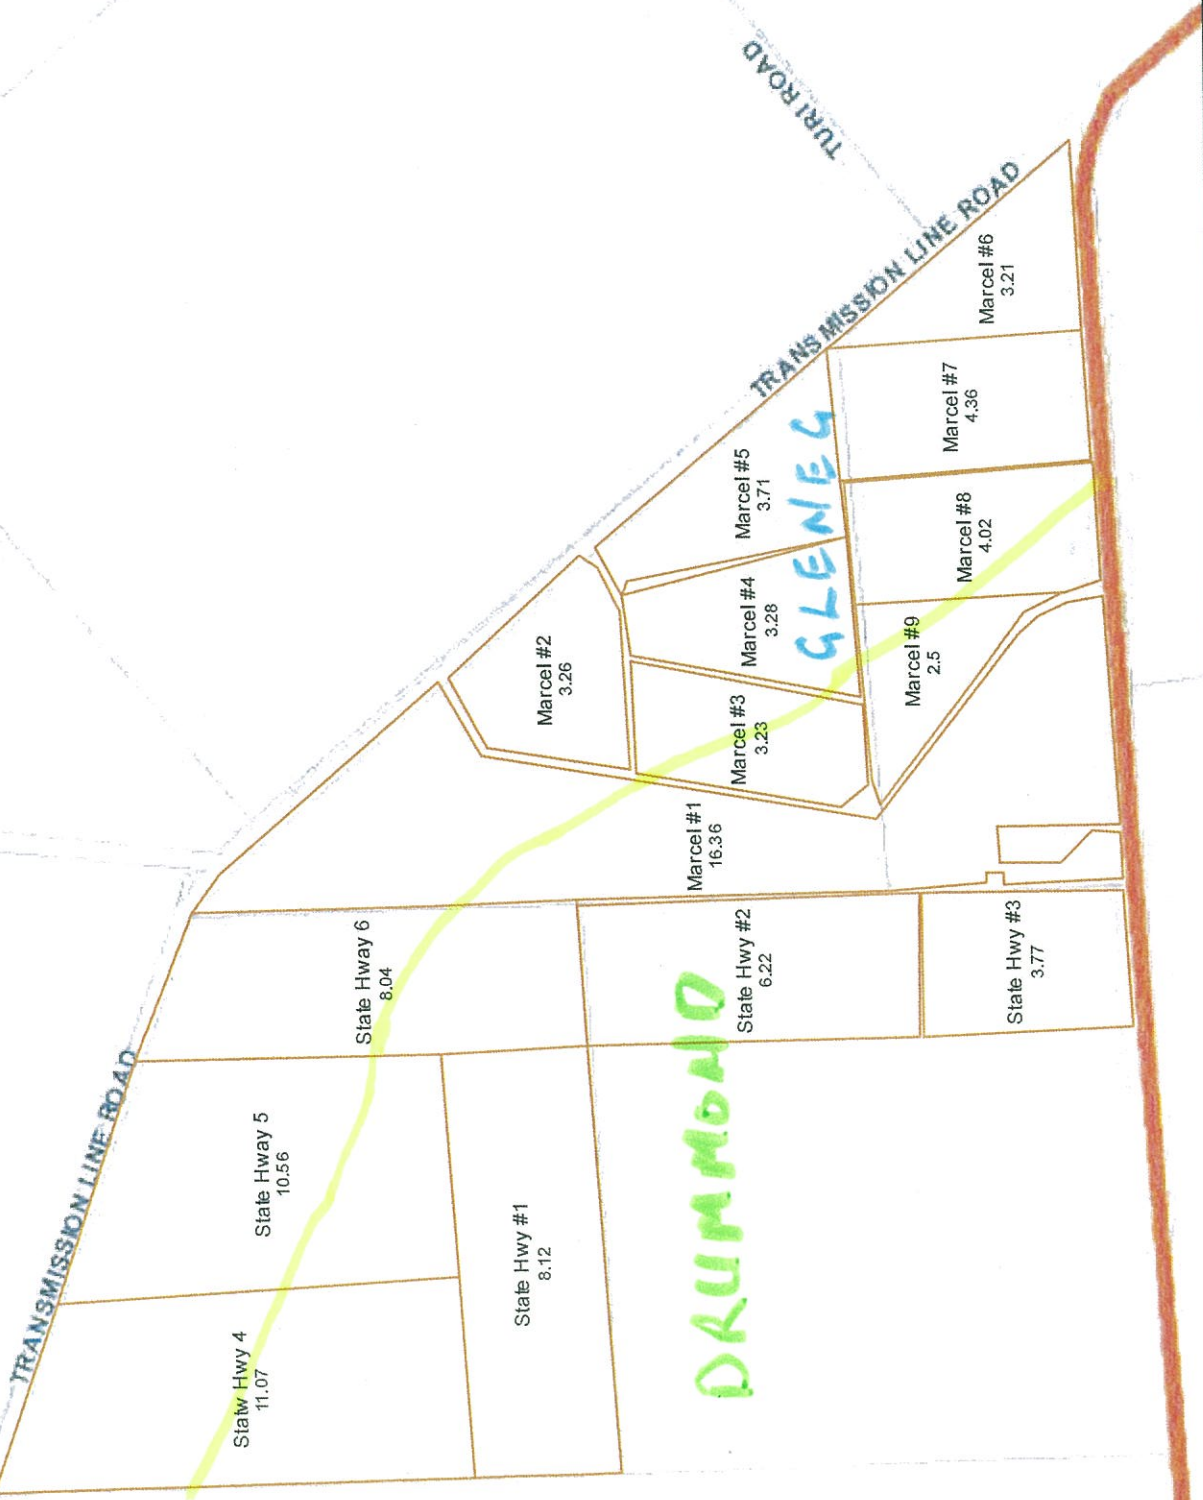 TURI ROAD
TRANSMISSION LINE ROAD
Marcel #6
3.21
Marcel #7
4.36
Marcel #5
3.71
GLENEG
Marcel #8
4.02
Marcel #4
3.28
Marcel #9
2.5
Marcel #2
3.26
Marcel #3
3.23
Marcel #1
16.36
State Hway 6
8.04
State Hwy #2
6.22
State Hwy #3
3.77
TRANSMISSION LINE ROAD
State Hway 5
10.56
State Hwy #1
8.12
DRUMMOND
Statw Hwy 4
11.07